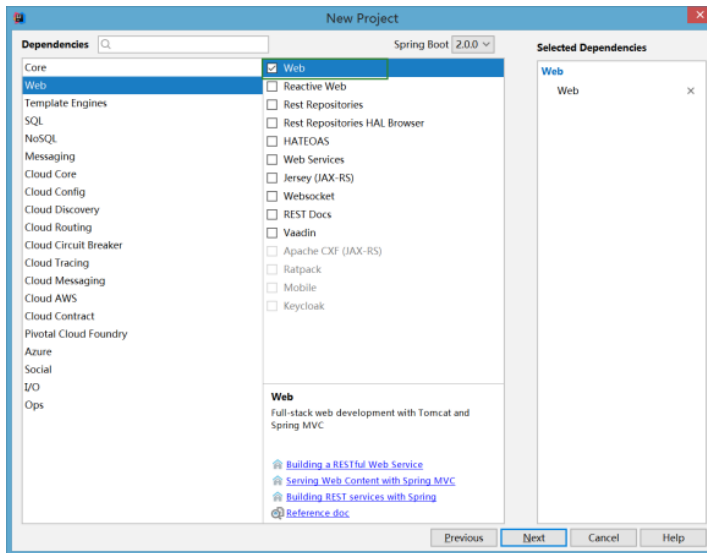 New Project
Dependencies
Spring Boot 2.0.0
Selected Dependencies
Core
Web
Template Engines
SQL
NoSQL
Messaging
Cloud Core
Cloud Config
Cloud Discovery
Cloud Routing
Cloud Circuit Breaker
Cloud Tracing
Cloud Messaging
Cloud AWS
Cloud Contract
Pivotal Cloud Foundry
Azure
Social
I/O
Ops
Web
Reactive Web
Rest Repositories
Rest Repositories HAL Browser
HATEOAS
Web Services
Jersey (JAX-RS)
Websocket
REST Docs
Vaadin
Apache CXF (JAX-RS)
Ratpack
Mobile
Keycloak
Web
Full-stack web development with Tomcat and
Spring MVC
Building a RESTful Web Service
Serving Web Content with Spring MVC
Building REST services with Spring
Reference doc
Web
Web
Previous
Next
Cancel
Help